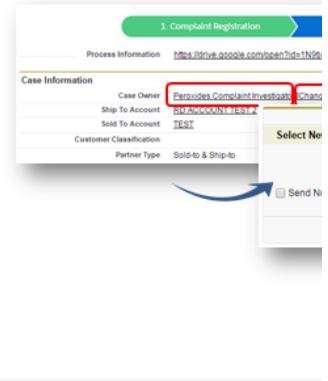 1. Complaint Registration
Process Information https://drive.google.com/open?id=1N9t
Case Information
Case Owner Peroxides Complaint Investigator [Chang
Ship To Account RD ACCOUNT TEST 2
Sold To Account TEST
Customer Classification
Partner Type Sold-to & Ship-to
Select Ne
Send N